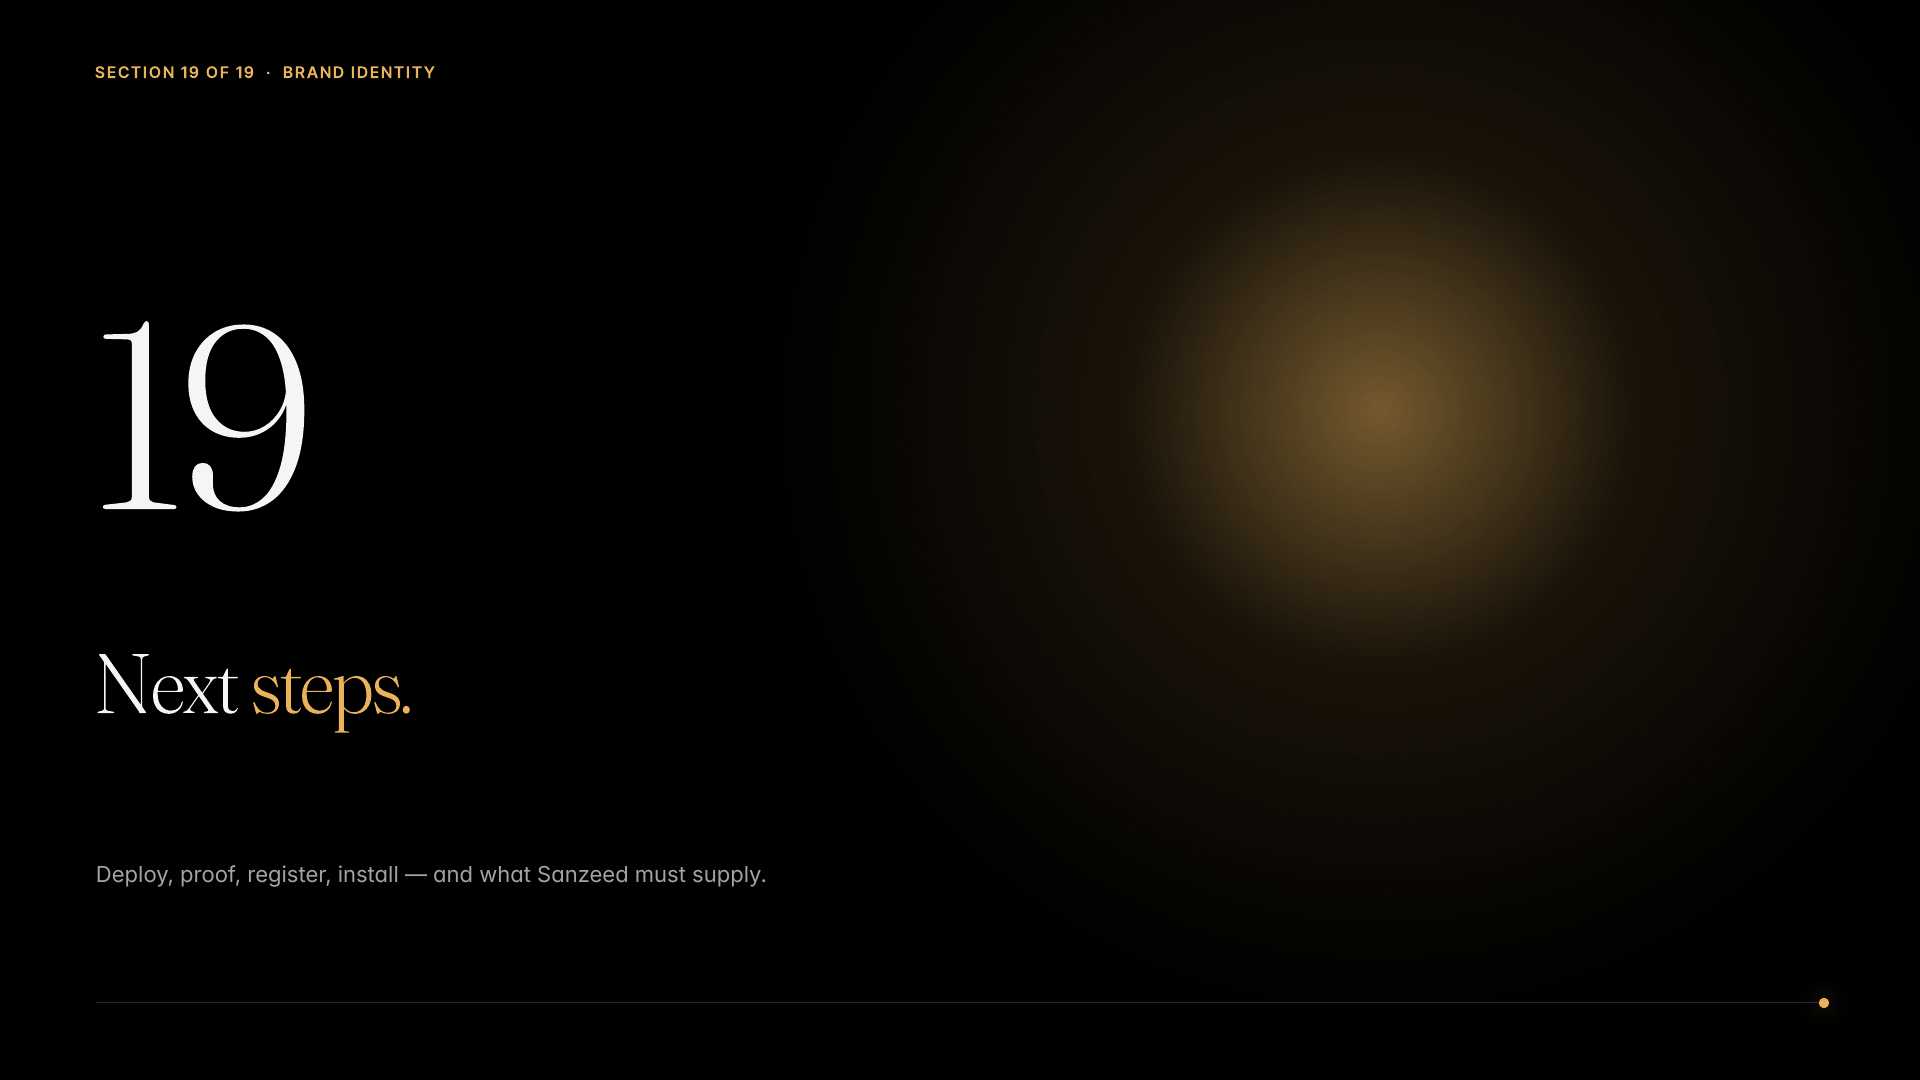 SECTION 19 OF 19 · BRAND IDENTITY
19
Next steps.
Deploy, proof, register, install — and what Sanzeed must supply.